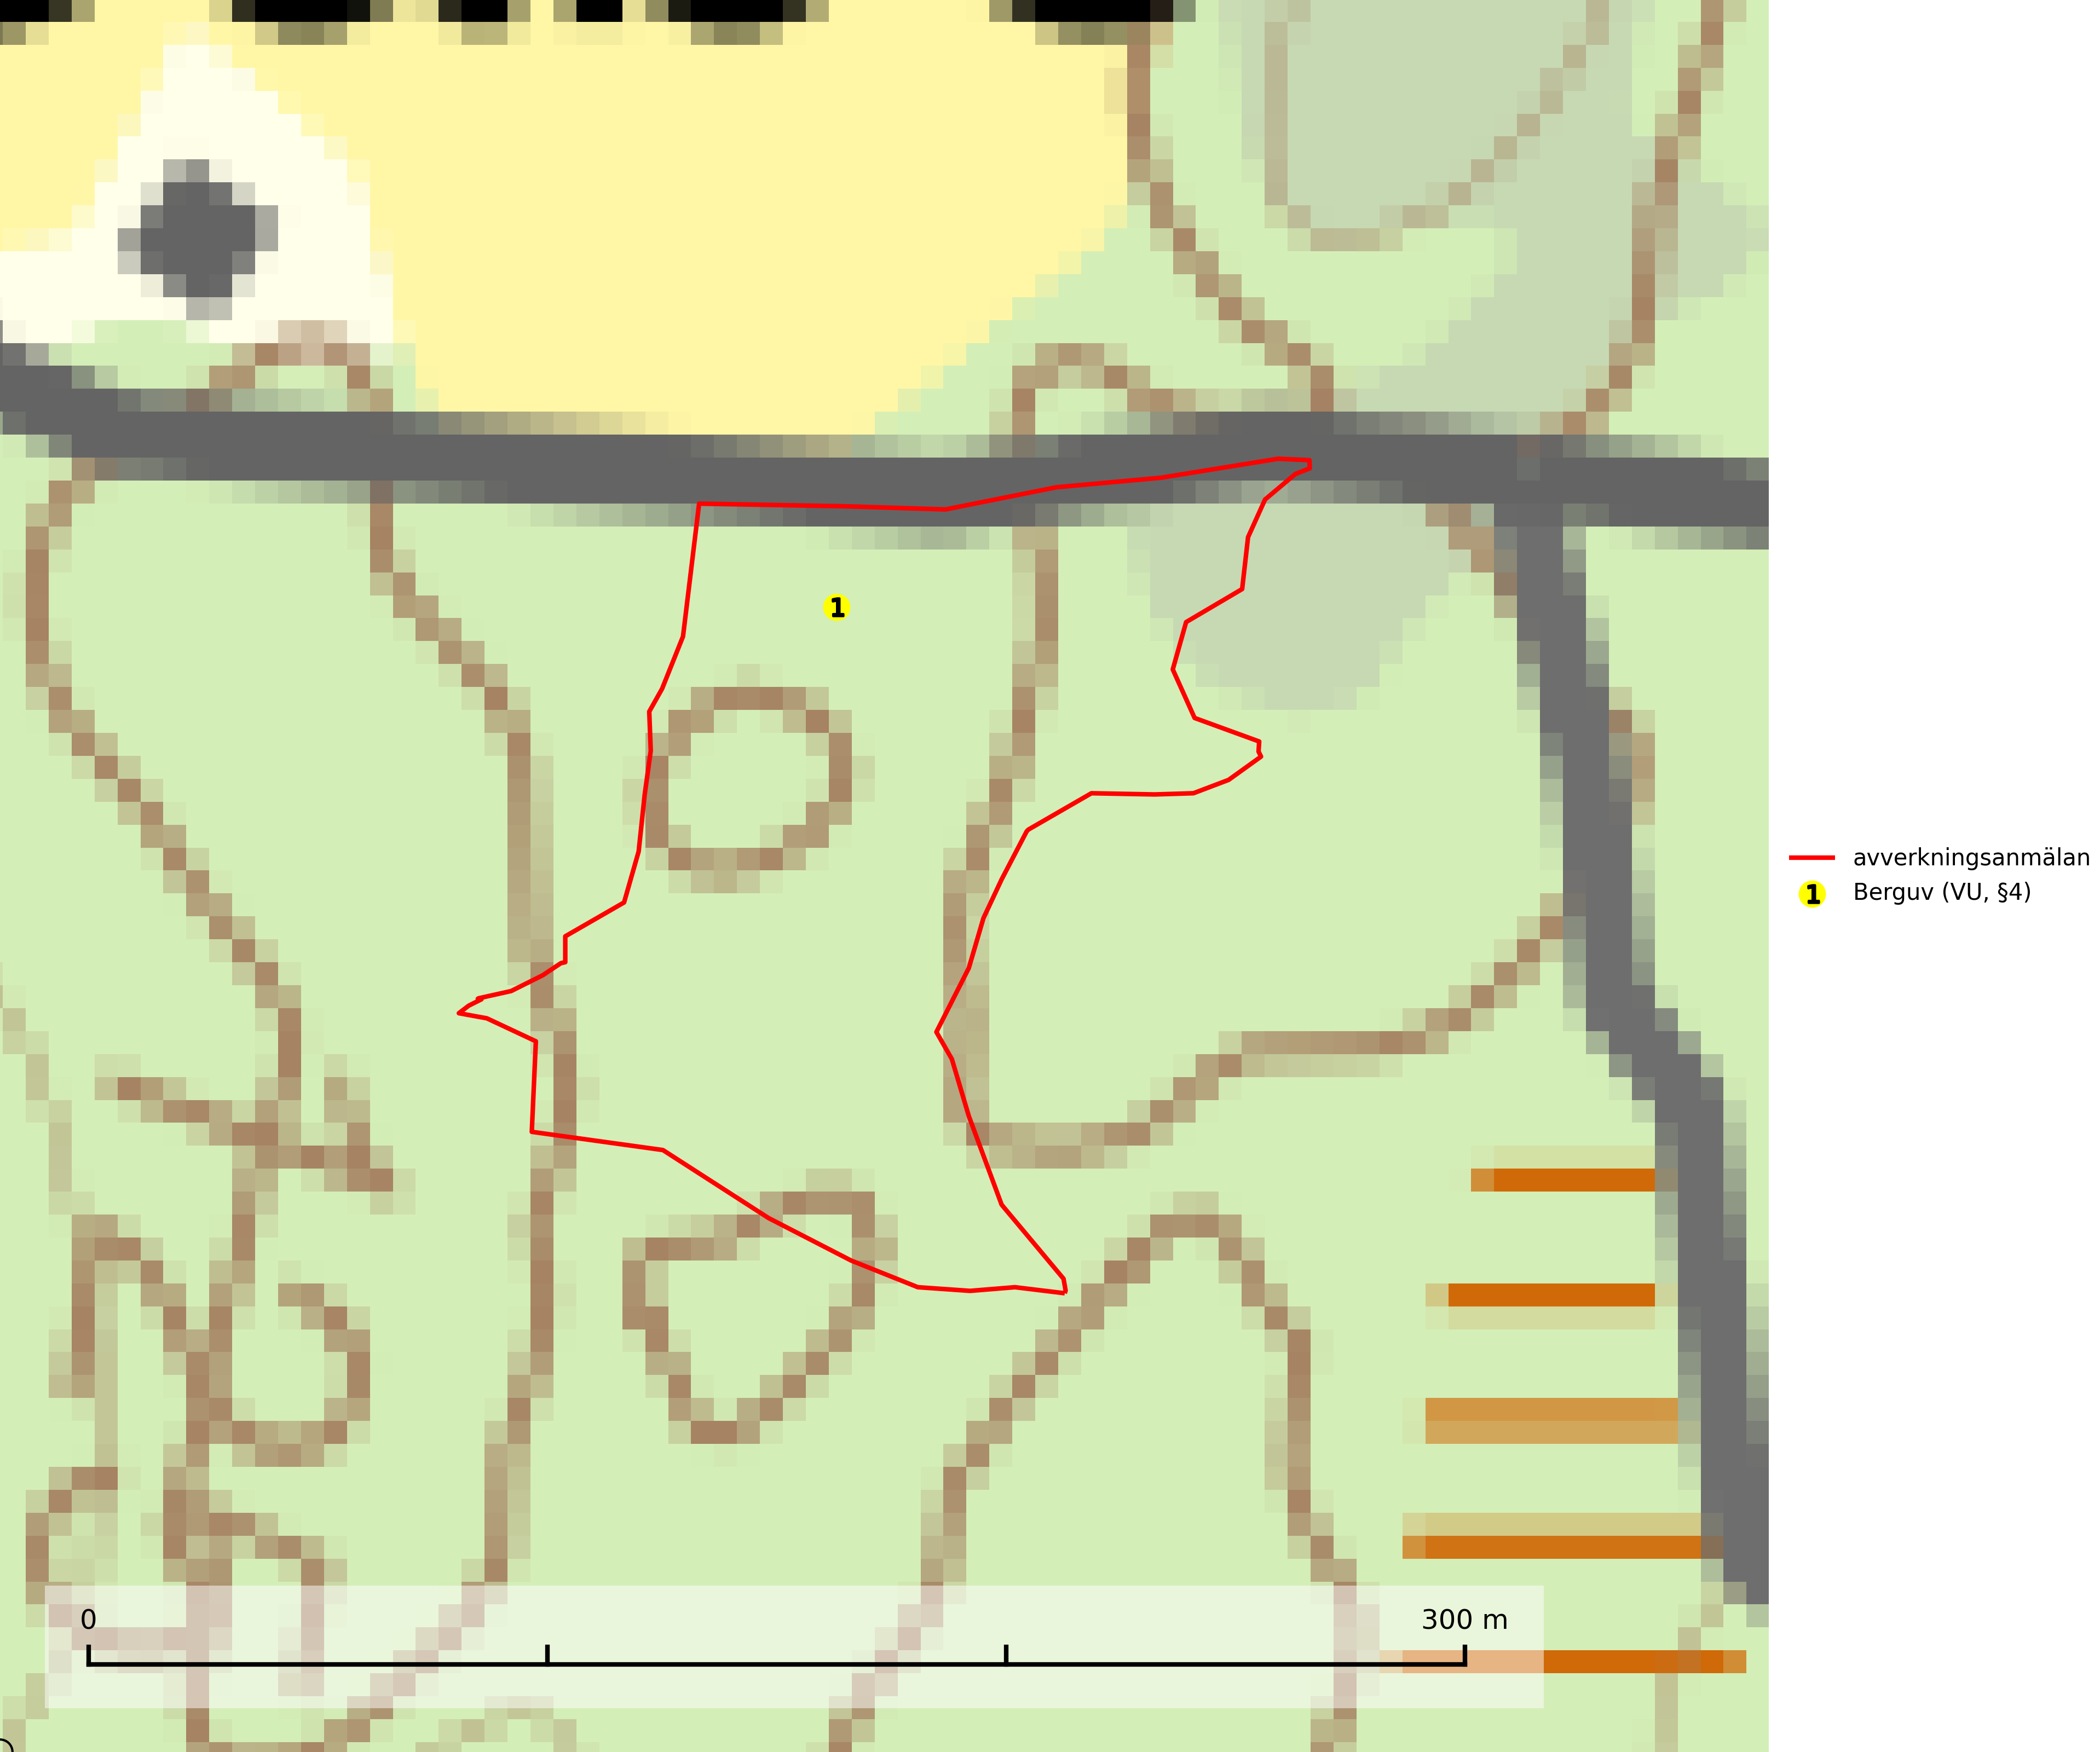 1
avverkningsanmälan
1 Berguv (VU, §4)
0 300 m